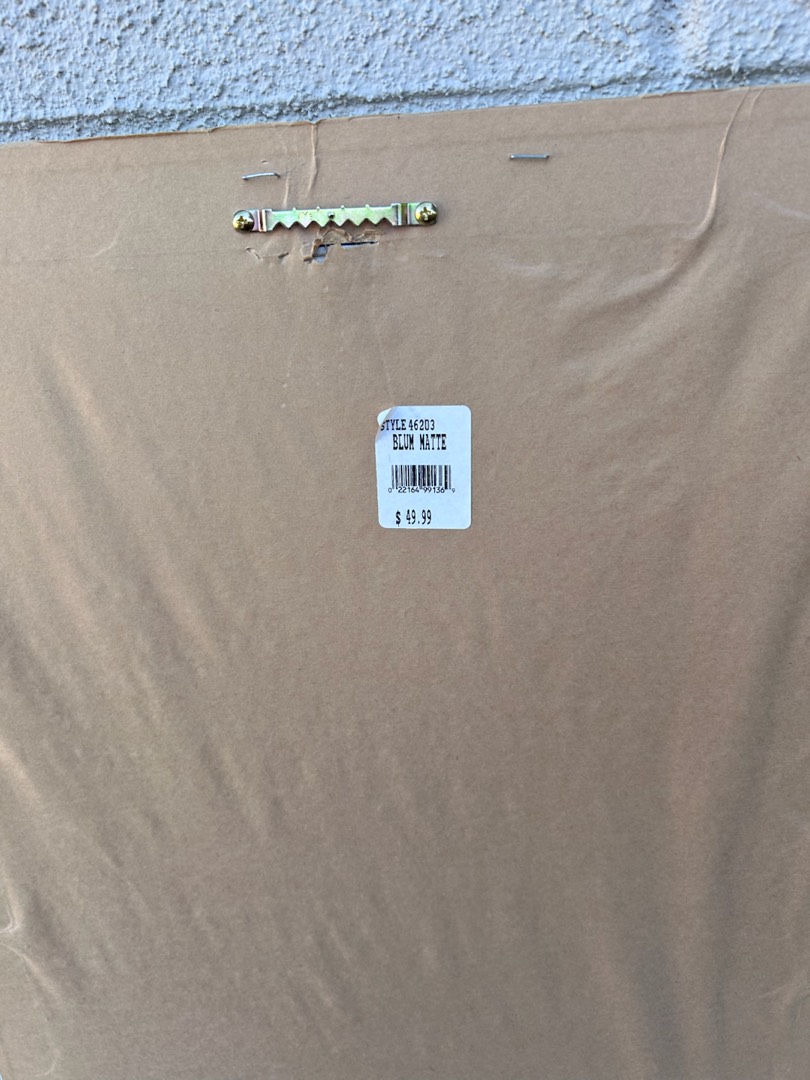 STYLE 46203
BLUM MATTE
0 22164 99136 9
$ 49.99